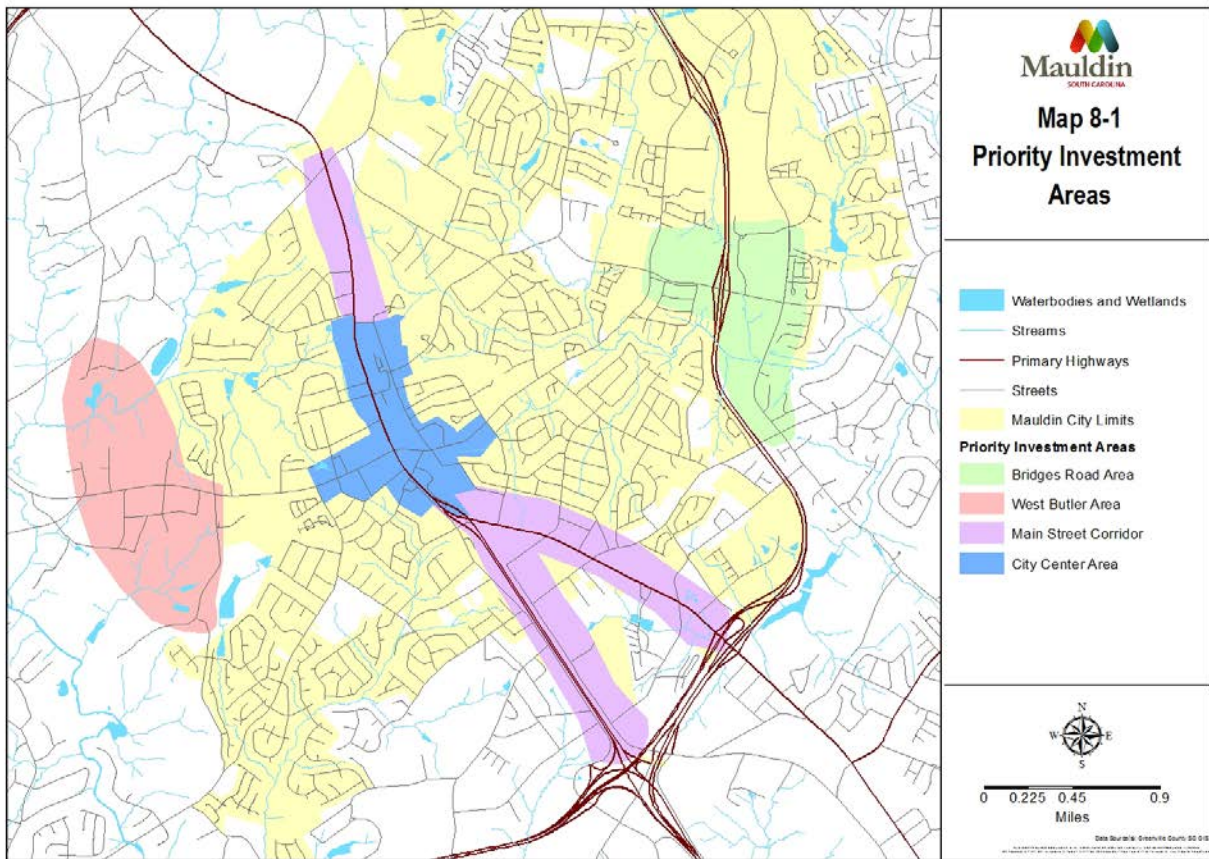 Mauldin
SOUTH CAROLINA
Map 8-1
Priority Investment
Areas
Waterbodies and Wetlands
Streams
Primary Highways
Streets
Mauldin City Limits
Priority Investment Areas
Bridges Road Area
West Butler Area
Main Street Corridor
City Center Area
N
W E
S
0 0.225 0.45 0.9
Miles